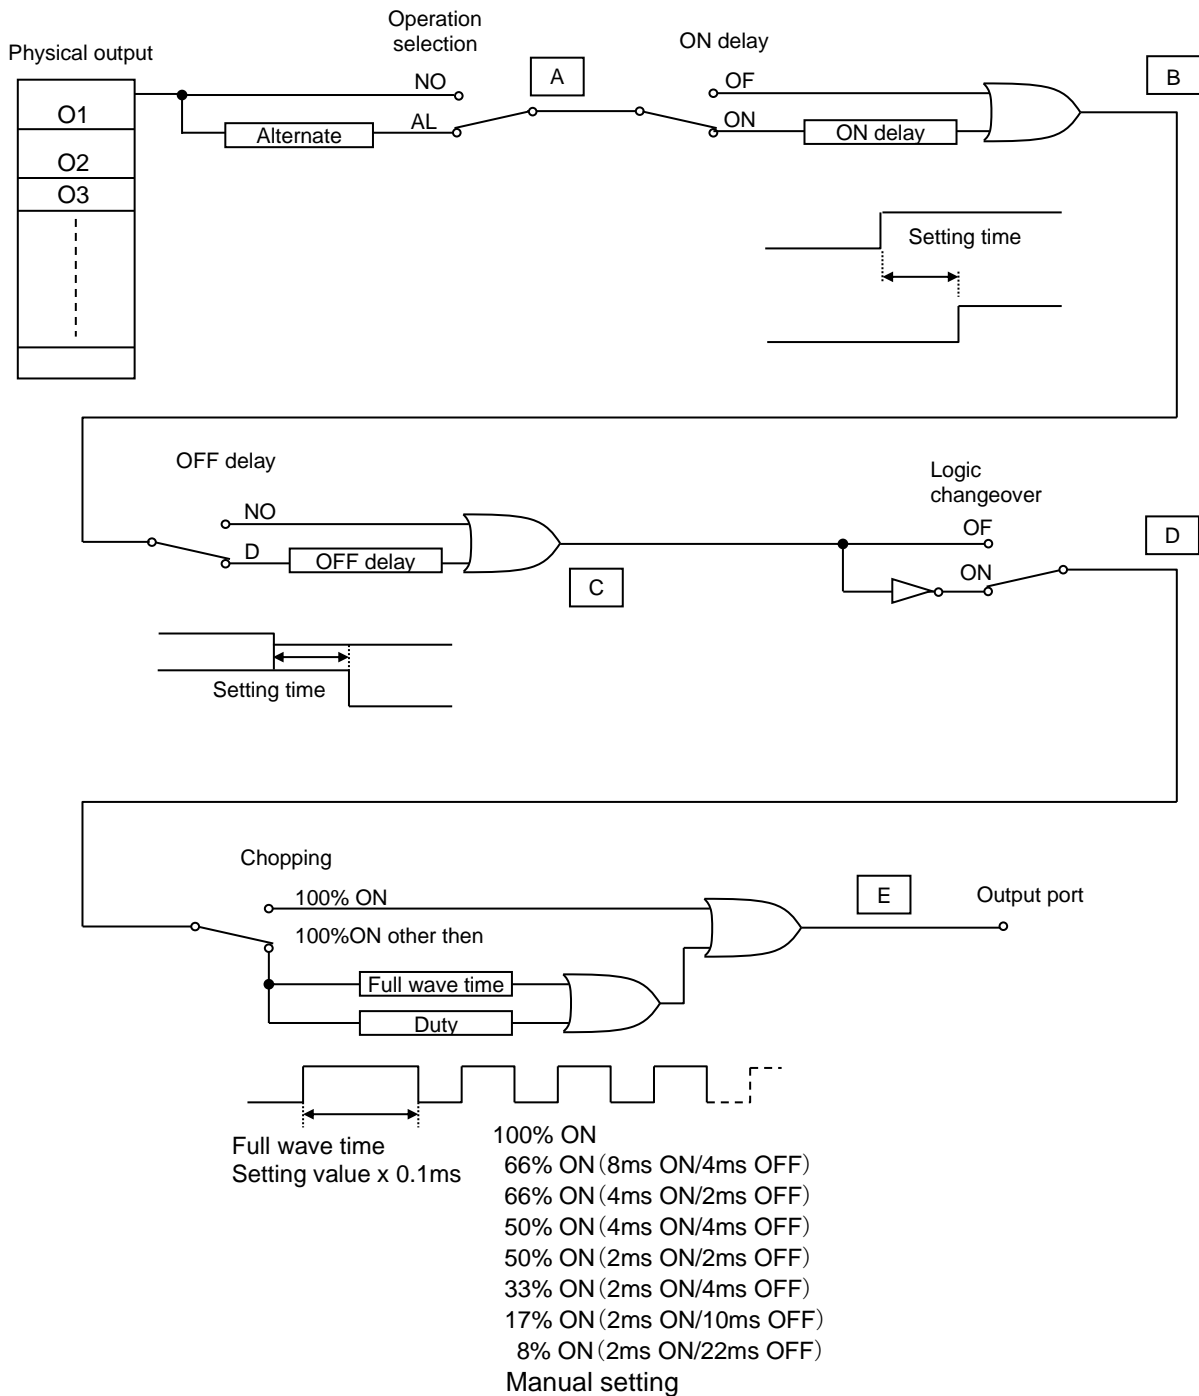 Operation
selection
Physical output
ON delay
A
B
NO
OF
O1
Alternate
AL
ON
ON delay
O2
O3
Setting time
OFF delay
Logic
changeover
NO
OF
D
D
OFF delay
ON
C
Setting time
Chopping
100% ON
E
Output port
100%ON other then
Full wave time
Duty
Full wave time
Setting value x 0.1ms
100% ON
66% ON(8ms ON/4ms OFF)
66% ON(4ms ON/2ms OFF)
50% ON(4ms ON/4ms OFF)
50% ON(2ms ON/2ms OFF)
33% ON(2ms ON/4ms OFF)
17% ON(2ms ON/10ms OFF)
8% ON(2ms ON/22ms OFF)
Manual setting